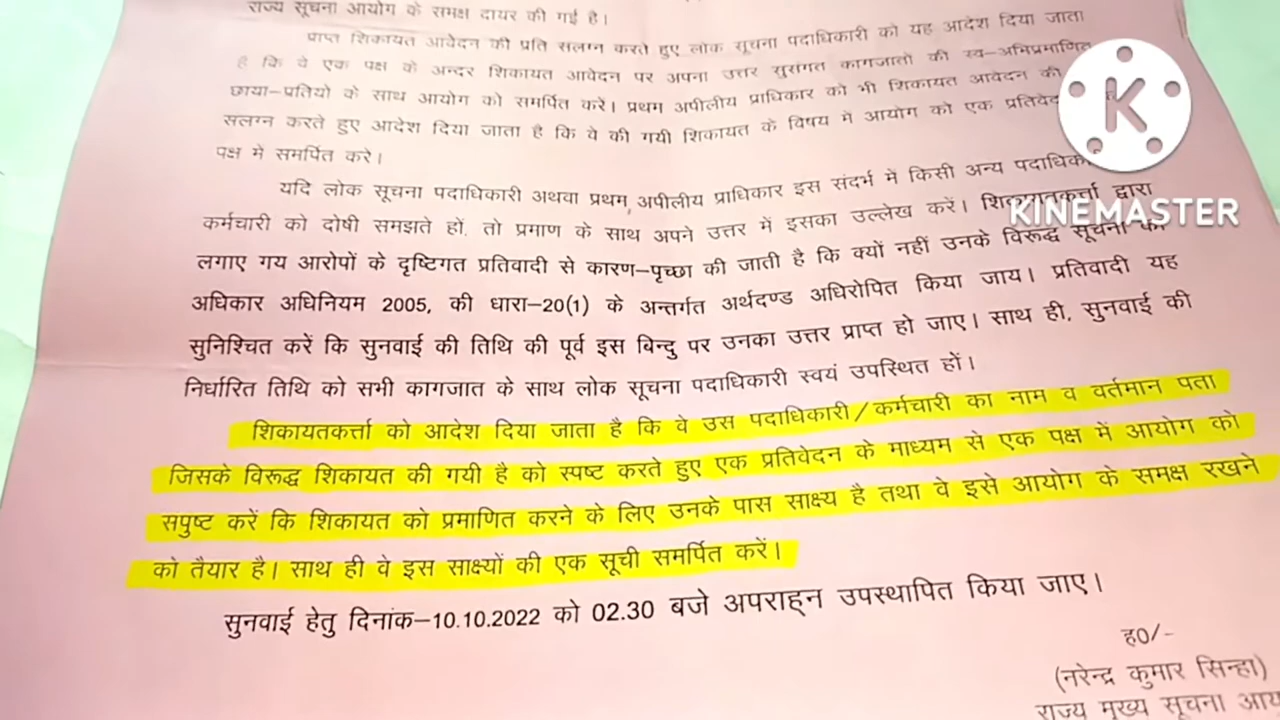 राज्य सूचना आयोग के समक्ष दायर की गई है।
प्राप्त शिकायत आवेदन की प्रति सलग्न करते हुए लोक सूचना पदाधिकारी को यह आदेश दिया जाता
है कि वे एक पक्ष के अन्दर शिकायत आवेदन पर अपना उत्तर सुसंगत कागजातो की स्व-अभिप्रमाणित
छाया-प्रतियो के साथ आयोग को समर्पित करे। प्रथम अपीलीय प्राधिकार को भी शिकायत आवेदन की
सलग्न करते हुए आदेश दिया जाता है कि वे की गयी शिकायत के विषय मे आयोग को एक
पक्ष मे समर्पित करे।
यदि लोक सूचना पदाधिकारी अथवा प्रथम अपीलीय प्राधिकार इस संदर्भ में किसी अन्य
कर्मचारी को दोषी समझते हों, तो प्रमाण के साथ अपने उत्तर में इसका उल्लेख करें। शिकायतकर्त्ता द्वारा
लगाए गय आरोपों के दृष्टिगत प्रतिवादी से कारण-पृच्छा की जाती है कि क्यों नहीं उनके विरूद्ध सूचना का
अधिकार अधिनियम 2005, की धारा-20(1) के अन्तर्गत अर्थदण्ड अधिरोपित किया जाय। प्रतिवादी यह
सुनिश्चित करें कि सुनवाई की तिथि की पूर्व इस बिन्दु पर उनका उत्तर प्राप्त हो जाए। साथ ही, सुनवाई की
निर्धारित तिथि को सभी कागजात के साथ लोक सूचना पदाधिकारी स्वयं उपस्थित हों।
शिकायतकर्त्ता को आदेश दिया जाता है कि वे उस पदाधिकारी/कर्मचारी का नाम व वर्तमान पता
जिसके विरूद्ध शिकायत की गयी है को स्पष्ट करते हुए एक प्रतिवेदन के माध्यम से एक पक्ष में आयोग को
सपुष्ट करें कि शिकायत को प्रमाणित करने के लिए उनके पास साक्ष्य है तथा वे इसे आयोग के समक्ष रखने
को तैयार है। साथ ही वे इस साक्ष्यों की एक सूची समर्पित करें।
सुनवाई हेतु दिनांक-10.10.2022 को 02.30 बजे अपराह्न उपस्थापित किया जाए।
ह0/-
(नरेन्द्र कुमार सिन्हा)
राज्य मुख्य सूचना
K
KINEMASTER